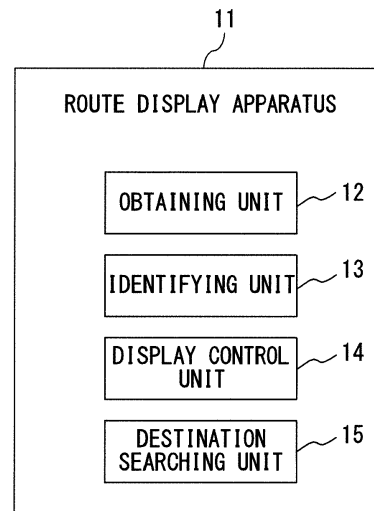 11
ROUTE DISPLAY APPARATUS
OBTAINING UNIT
12
IDENTIFYING UNIT
13
DISPLAY CONTROL
UNIT
14
DESTINATION
SEARCHING UNIT
15